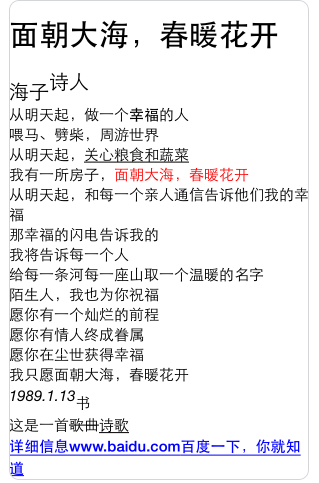 面朝大海，春暖花开
海子诗人
从明天起，做一个幸福的人
喂马、劈柴，周游世界
从明天起，关心粮食和蔬菜
我有一所房子，面朝大海，春暖花开
从明天起，和每一个亲人通信告诉他们我的幸
福
那幸福的闪电告诉我的
我将告诉每一个人
给每一条河每一座山取一个温暖的名字
陌生人，我也为你祝福
愿你有一个灿烂的前程
愿你有情人终成眷属
愿你在尘世获得幸福
我只愿面朝大海，春暖花开
1989.1.13书
这是一首歌曲诗歌
详细信息www.baidu.com百度一下，你就知
道